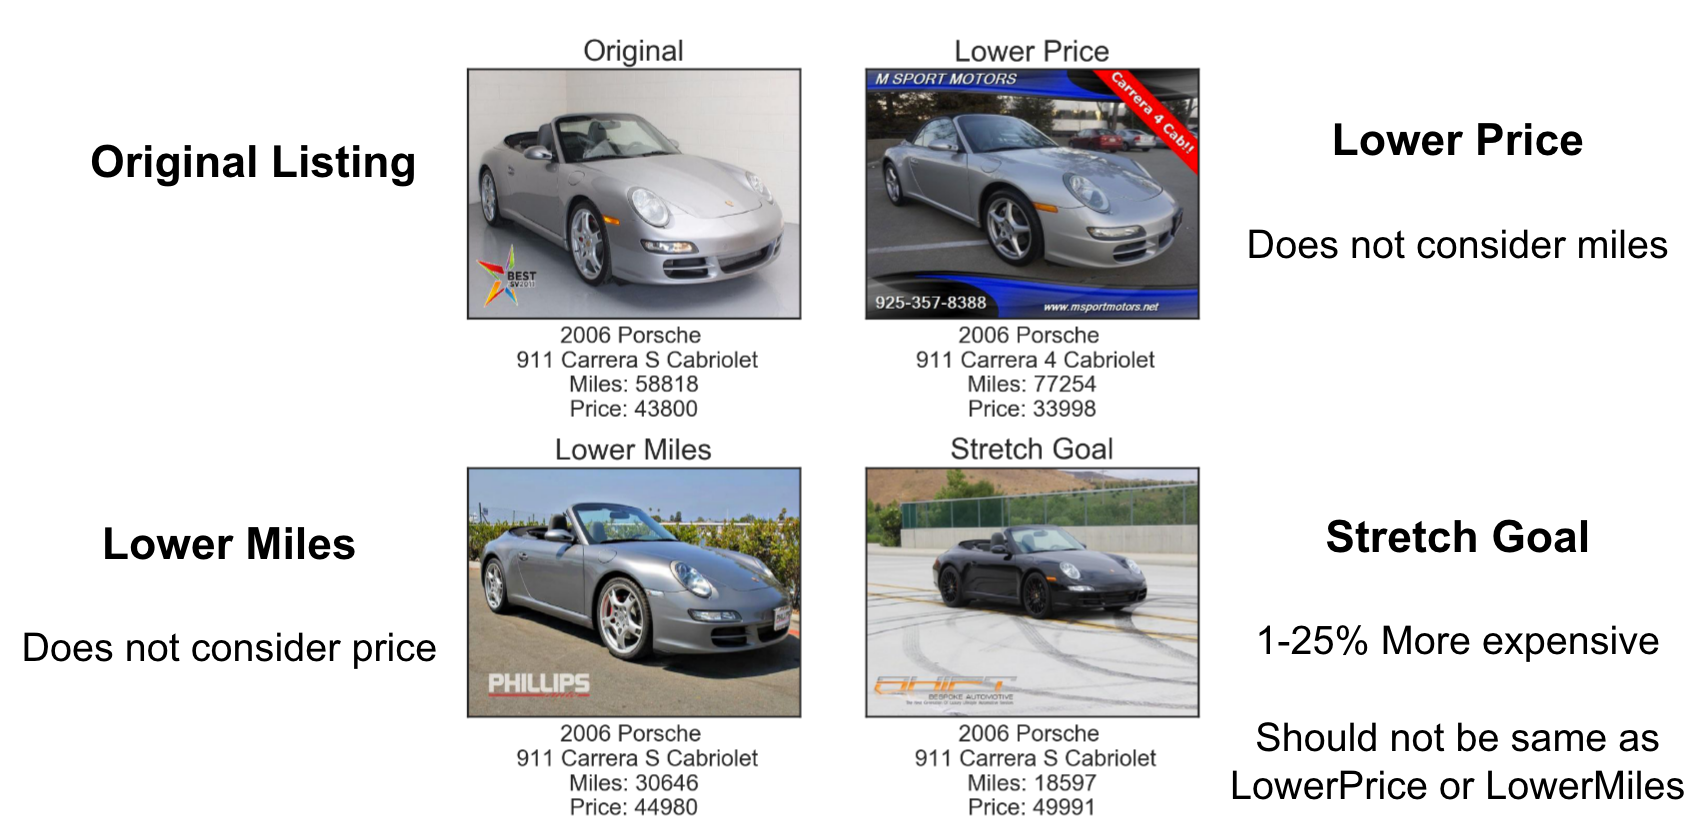 Original Listing
Original
BEST
SV2011
2006 Porsche
911 Carrera S Cabriolet
Miles: 58818
Price: 43800
Lower Price
M SPORT MOTORS
Carrera 4 Cab!!
925-357-8388
www.msportmotors.net
2006 Porsche
911 Carrera 4 Cabriolet
Miles: 77254
Price: 33998
Lower Price
Does not consider miles
Lower Miles
Does not consider price
Lower Miles
PHILLIPS
2006 Porsche
911 Carrera S Cabriolet
Miles: 30646
Price: 44980
Stretch Goal
BESPOKE AUTOMOTIVE
2006 Porsche
911 Carrera S Cabriolet
Miles: 18597
Price: 49991
Stretch Goal
1-25% More expensive
Should not be same as
LowerPrice or LowerMiles